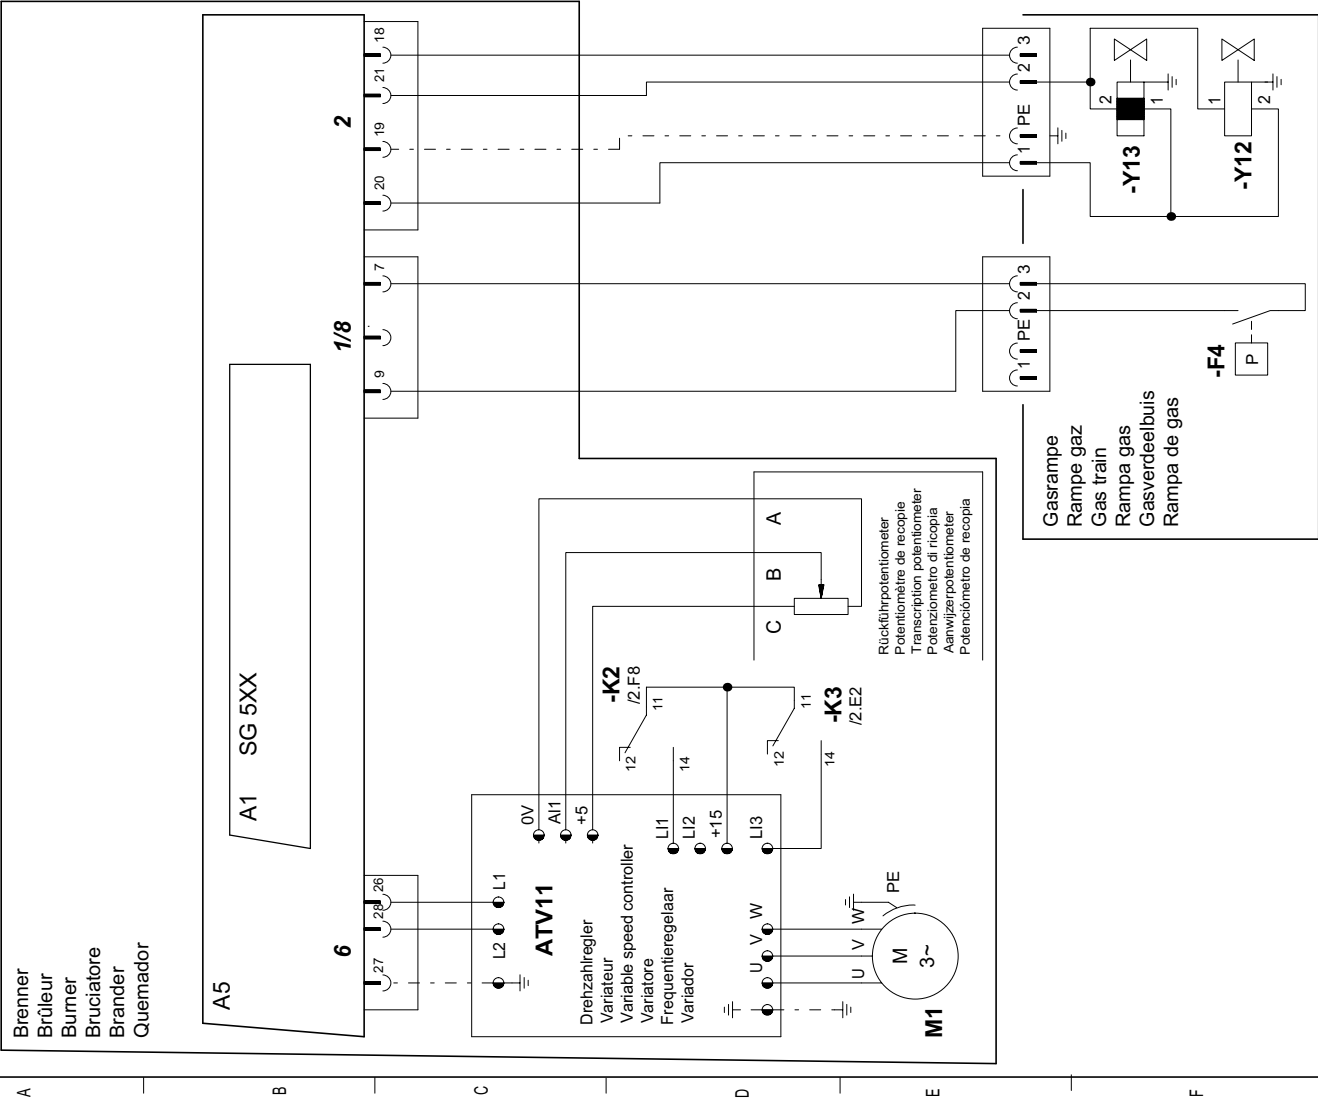 Brenner
Brûleur
Burner
Bruciatore
Brander
Quemador
A5
A1 SG 5XX
6
27
28
26
1/8
9
7
2
20
19
21
18
L2
L1
ATV11
Drehzahlregler
Variateur
Variable speed controller
Variatore
Frequentieregelaar
Variador
0V
AI1
+5
LI1
LI2
+15
LI3
U
V
W
U
V
W
PE
M
3~
M1
-K2
/2.F8
12
11
14
-K3
/2.E2
12
11
14
C
B
A
Rückführpotentiometer
Potentiomètre de recopie
Transcription potentiometer
Potenziometro di ricopia
Aanwijzerpotentiometer
Potenciómetro de recopia
1
PE
2
3
1
PE
2
3
Gasrampe
Rampe gaz
Gas train
Rampa gas
Gasverdeelbuis
Rampa de gas
-F4
P
-Y13
2
1
-Y12
1
2
A
B
C
D
E
F